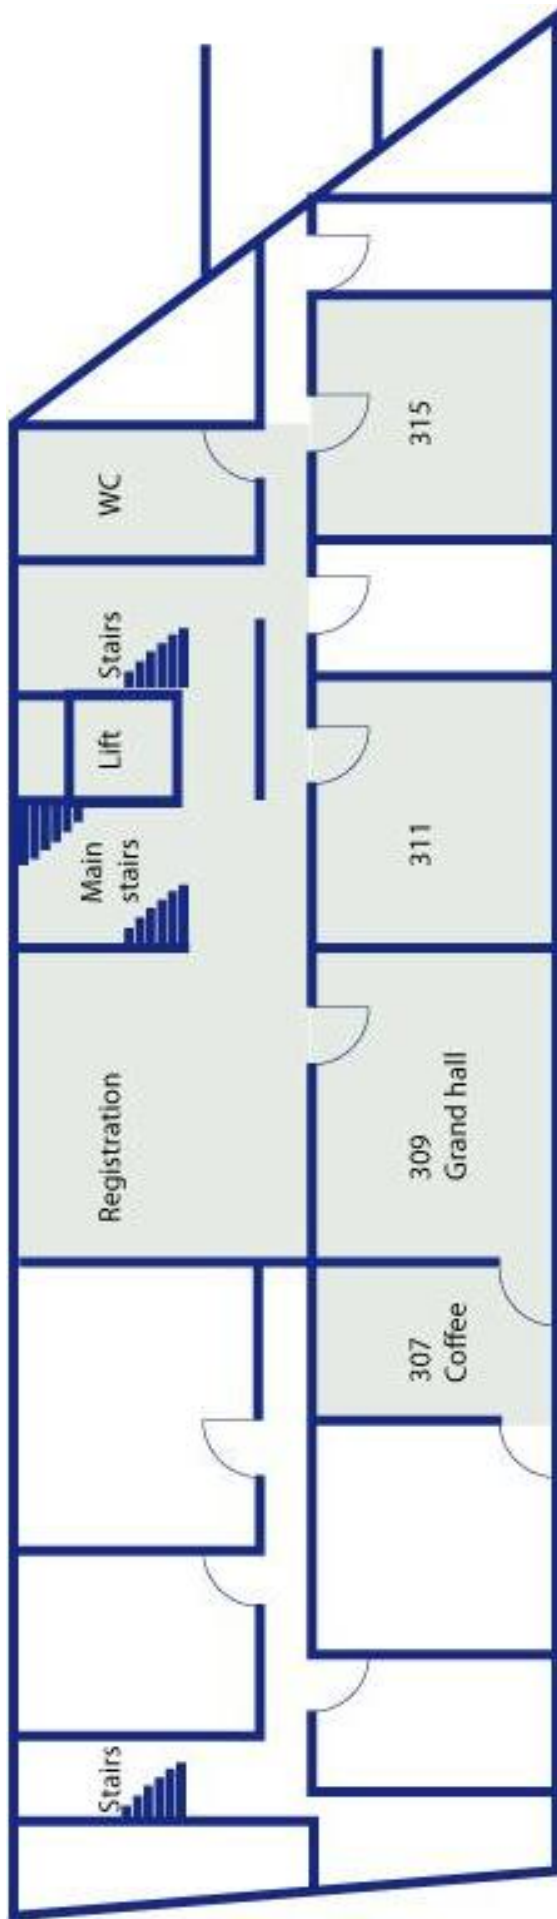 Stairs
Registration
Main
stairs
Lift
Stairs
WC
307
Coffee
309
Grand hall
311
315